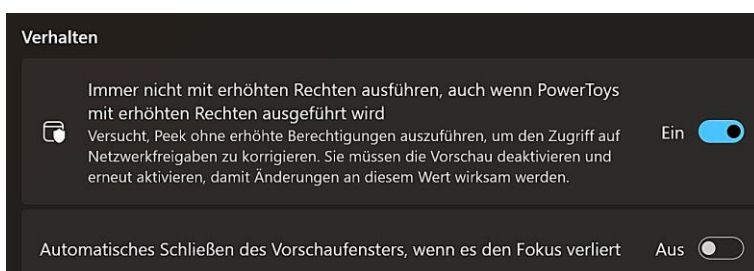 Verhalten
Immer nicht mit erhöhten Rechten ausführen, auch wenn PowerToys
mit erhöhten Rechten ausgeführt wird
Versucht, Peek ohne erhöhte Berechtigungen auszuführen, um den Zugriff auf
Netzwerkfreigaben zu korrigieren. Sie müssen die Vorschau deaktivieren und
erneut aktivieren, damit Änderungen an diesem Wert wirksam werden.
Ein
Automatisches Schließen des Vorschaufensters, wenn es den Fokus verliert
Aus